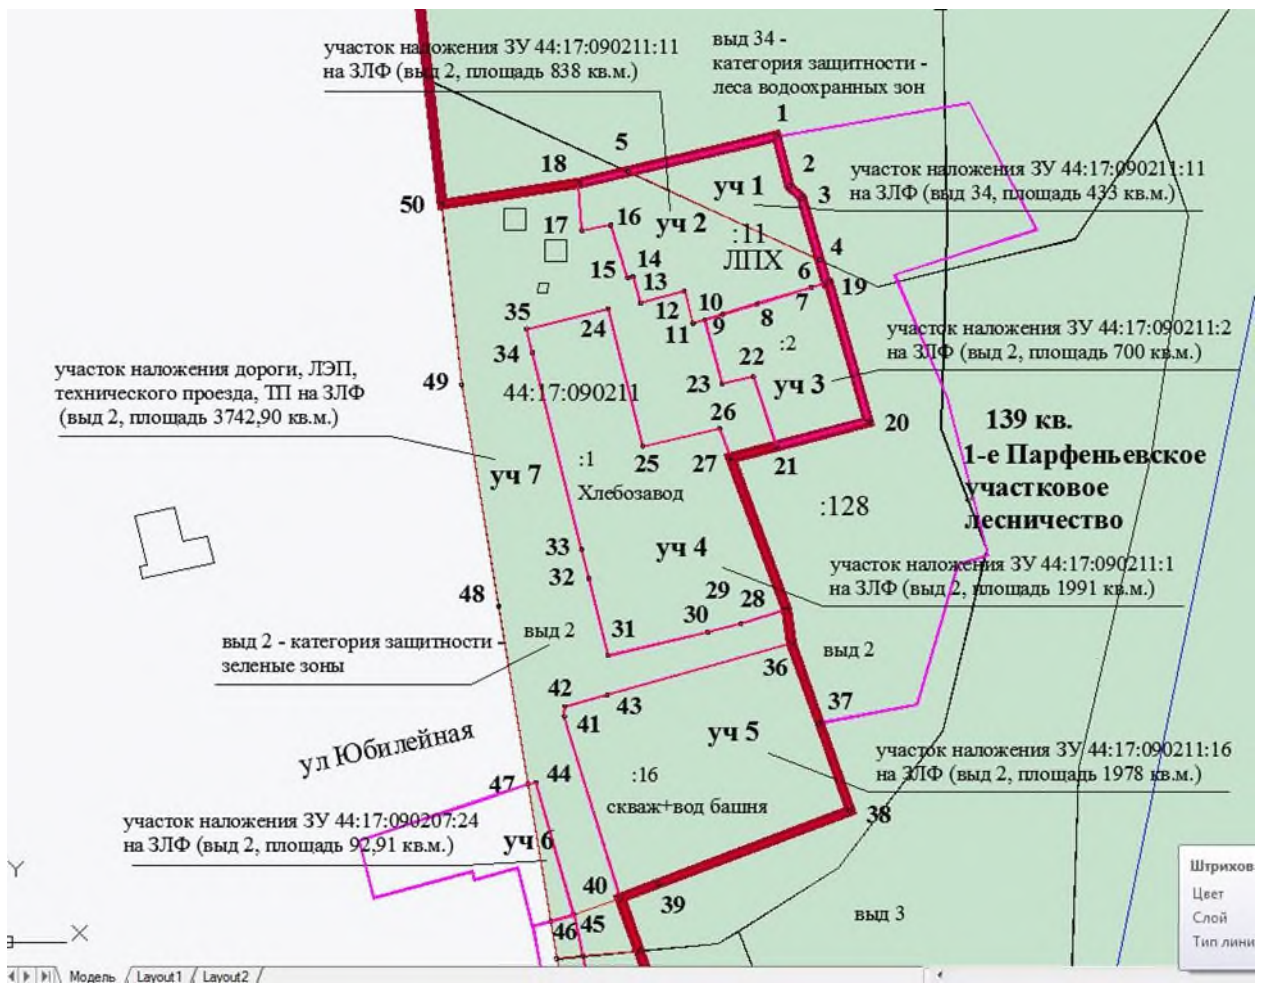 участок наложения ЗУ 44:17:090211:11
на ЗЛФ (выд 2, площадь 838 кв.м.)
выд 34 -
категория защитности -
леса водоохранных зон
1
5
18
2
3
50
участок наложения ЗУ 44:17:090211:11
на ЗЛФ (выд 34, площадь 433 кв.м.)
уч 1
17
16
уч 2
:11
ЛПХ
4
15
14
13
6
7
19
35
24
12
11
10
9
8
34
:2
22
участок наложения ЗУ 44:17:090211:2
на ЗЛФ (выд 2, площадь 700 кв.м.)
участок наложения дороги, ЛЭП,
технического проезда, ТП на ЗЛФ
(выд 2, площадь 3742,90 кв.м.)
49
44:17:090211
23
уч 3
26
20
139 кв.
1-е Парфеньевское
участковое
лесничество
25
27
21
:1
Хлебозавод
уч 7
:128
33
уч 4
32
участок наложения ЗУ 44:17:090211:1
на ЗЛФ (выд 2, площадь 1991 кв.м.)
48
29
28
30
31
выд 2
выд 2 - категория защитности -
зеленые зоны
выд 2
36
42
43
41
37
ул Юбилейная
уч 5
участок наложения ЗУ 44:17:090211:16
на ЗЛФ (выд 2, площадь 1978 кв.м.)
47
44
:16
скваж+вод башня
38
участок наложения ЗУ 44:17:090207:24
на ЗЛФ (выд 2, площадь 92,91 кв.м.)
уч 6
40
39
45
46
выд 3
Y
X
Штрихов
Цвет
Слой
Тип лини
Модель
Layout1
Layout2